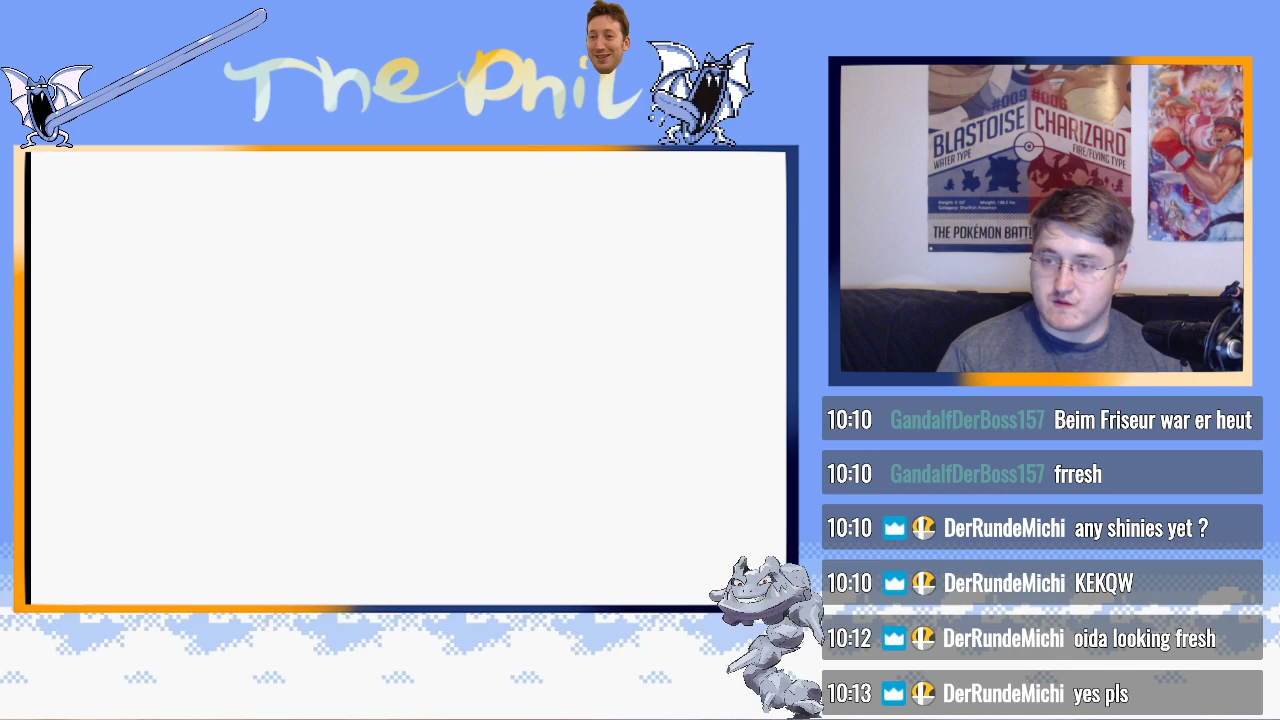 The Phil
#009 #006
BLASTOISE CHARIZARD
WATER TYPE FIRE/FLYING TYPE
THE POKÉMON BATTL
10:10 GandalfDerBoss157 Beim Friseur war er heut
10:10 GandalfDerBoss157 frresh
10:10 DerRundeMichi any shinies yet ?
10:10 DerRundeMichi KEKQW
10:12 DerRundeMichi oida looking fresh
10:13 DerRundeMichi yes pls